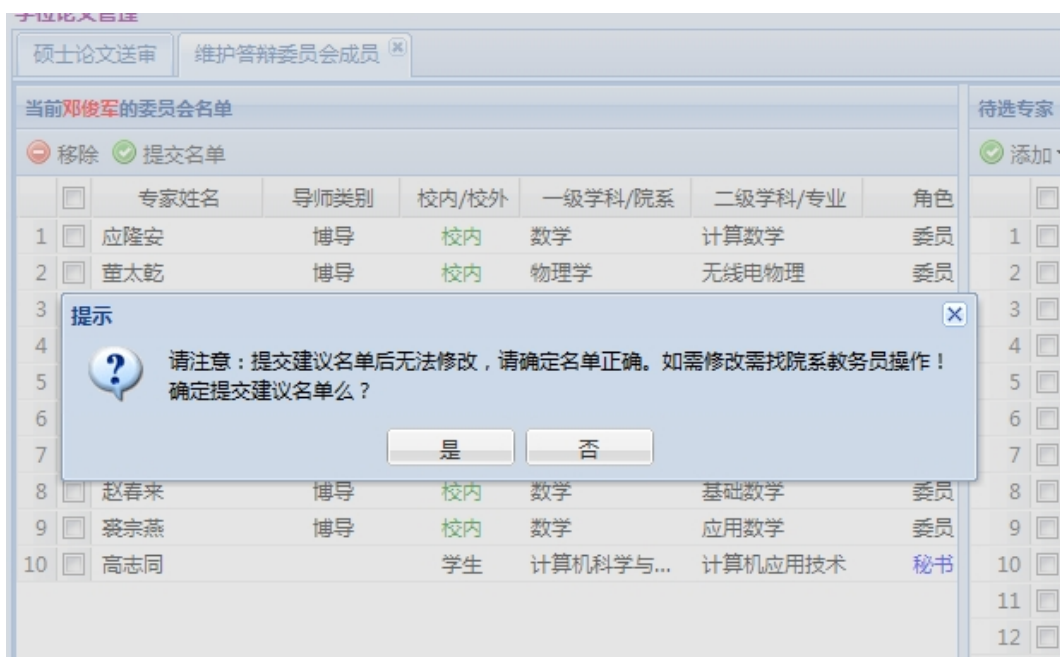 学位论文管理
硕士论文送审 维护答辩委员会成员
当前邓俊军的委员会名单 待选专家
移除 提交名单 添加
专家姓名 导师类别 校内/校外 一级学科/院系 二级学科/专业 角色
1 应隆安 博导 校内 数学 计算数学 委员 1
2 董太乾 博导 校内 物理学 无线电物理 委员 2
3 3
提示
4 4
请注意：提交建议名单后无法修改，请确定名单正确。如需修改需找院系教务员操作！
确定提交建议名单么？
5 5
6 6
是 否
7 7
8 赵春来 博导 校内 数学 基础数学 委员 8
9 裘宗燕 博导 校内 数学 应用数学 委员 9
10 高志同 学生 计算机科学与... 计算机应用技术 秘书 10
11
12